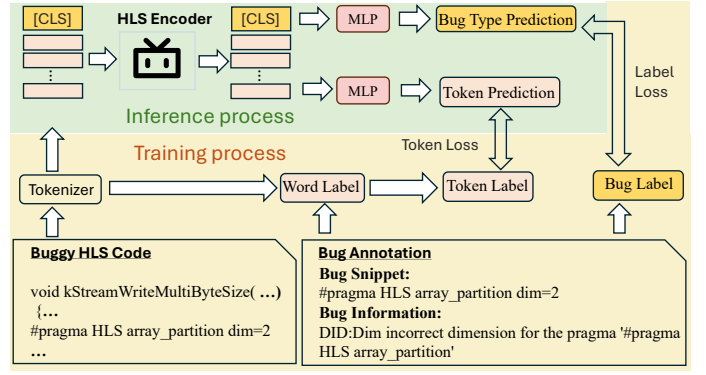 [CLS]
HLS Encoder
[CLS]
MLP
Bug Type Prediction
MLP
Token Prediction
Label
Loss
Inference process
Training process
Token Loss
Tokenizer
Word Label
Token Label
Bug Label
Buggy HLS Code
void kStreamWriteMultiByteSize( ...)
{...
#pragma HLS array_partition dim=2
...
Bug Annotation
Bug Snippet:
#pragma HLS array_partition dim=2
Bug Information:
DID:Dim incorrect dimension for the pragma '#pragma
HLS array_partition'